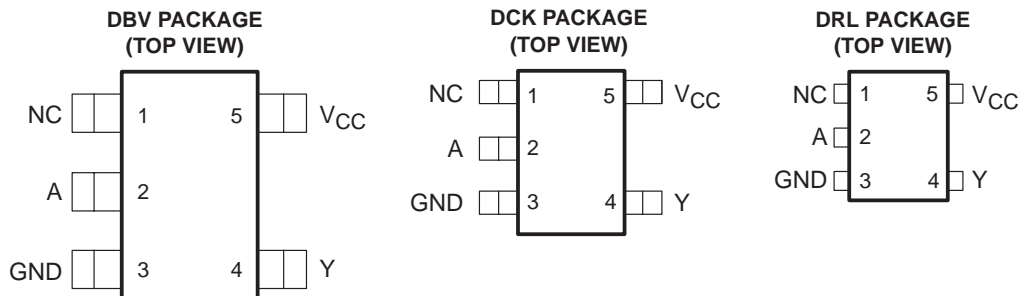 DBV PACKAGE
(TOP VIEW)
NC 1 5 VCC
A 2
GND 3 4 Y
DCK PACKAGE
(TOP VIEW)
NC 1 5 VCC
A 2
GND 3 4 Y
DRL PACKAGE
(TOP VIEW)
NC 1 5 VCC
A 2
GND 3 4 Y